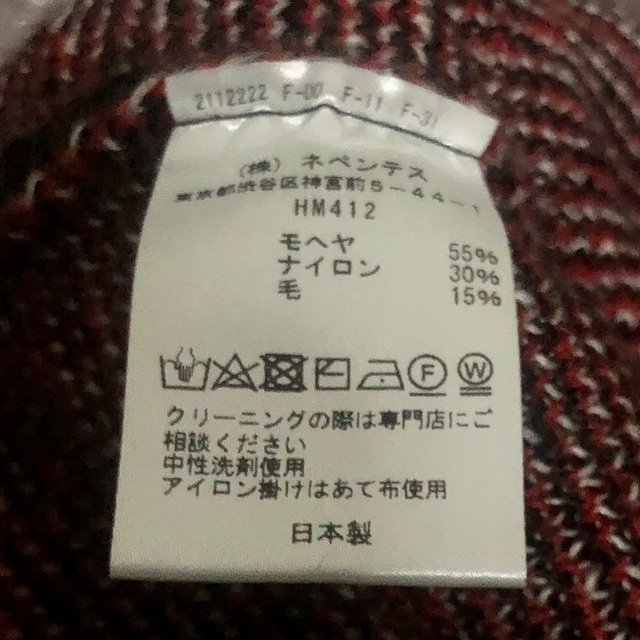 2112222 F-00 F-11 F-31
(株) ネペンテス
東京都渋谷区神宮前5-44-1
HM412
モヘヤ 55%
ナイロン 30%
毛 15%
F W
クリーニングの際は専門店にご
相談ください
中性洗剤使用
アイロン掛けはあて布使用
日本製